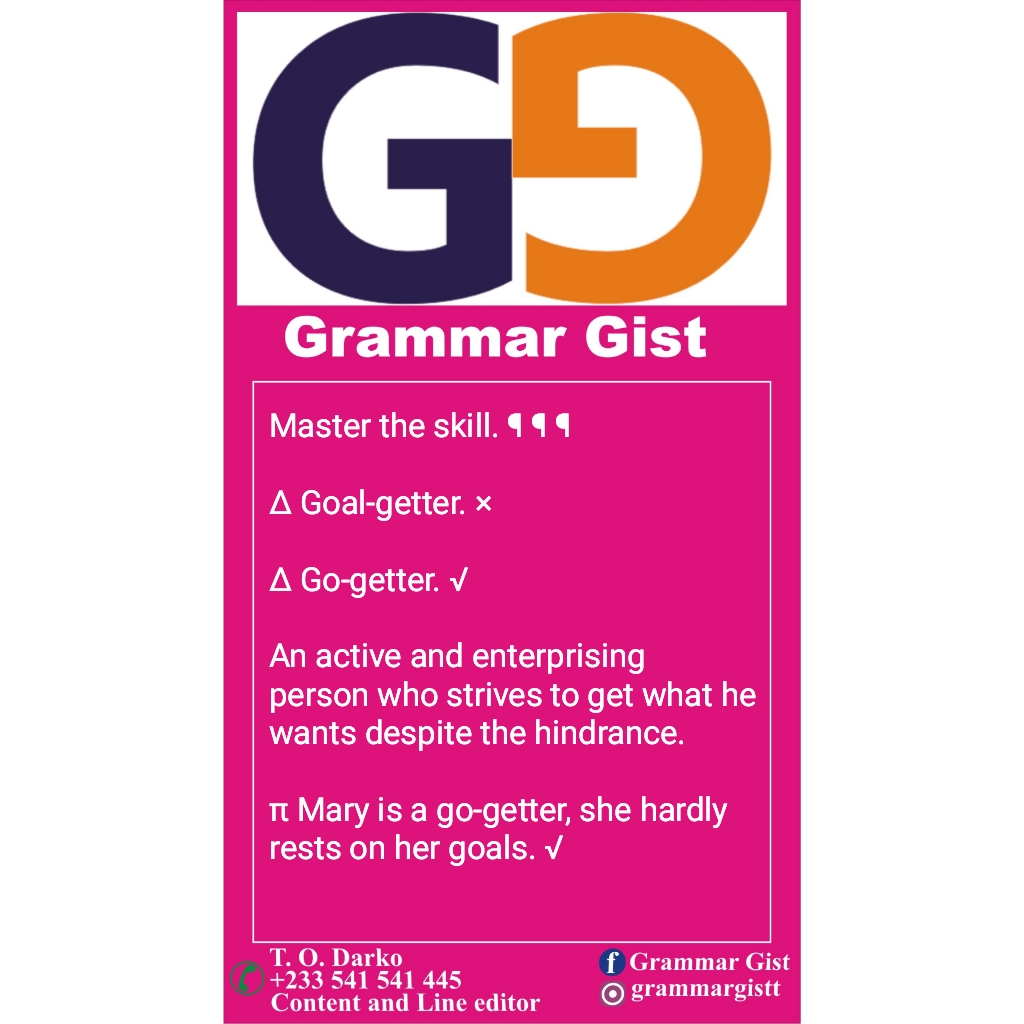 GG
Grammar Gist
Master the skill. ¶ ¶ ¶
Δ Goal-getter. ×
Δ Go-getter. √
An active and enterprising
person who strives to get what he
wants despite the hindrance.
π Mary is a go-getter, she hardly
rests on her goals. √
T. O. Darko
+233 541 541 445
Content and Line editor
f Grammar Gist
grammargistt